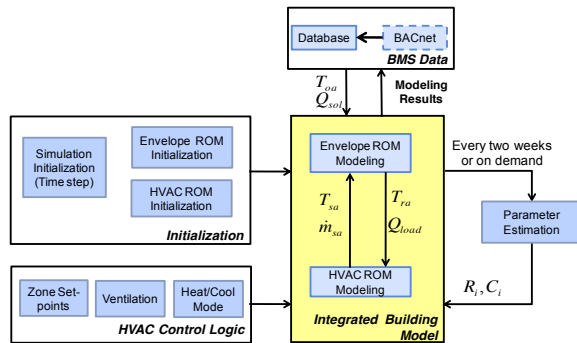 Database
BACnet
BMS Data
T_oa
Q_sol
Modeling
Results
Simulation
Initialization
(Time step)
Envelope ROM
Initialization
HVAC ROM
Initialization
Initialization
Envelope ROM
Modeling
T_sa
ṁ_sa
T_ra
Q_load
HVAC ROM
Modeling
Integrated Building
Model
Every two weeks
or on demand
Parameter
Estimation
R_i, C_i
Zone Set-
points
Ventilation
Heat/Cool
Mode
HVAC Control Logic